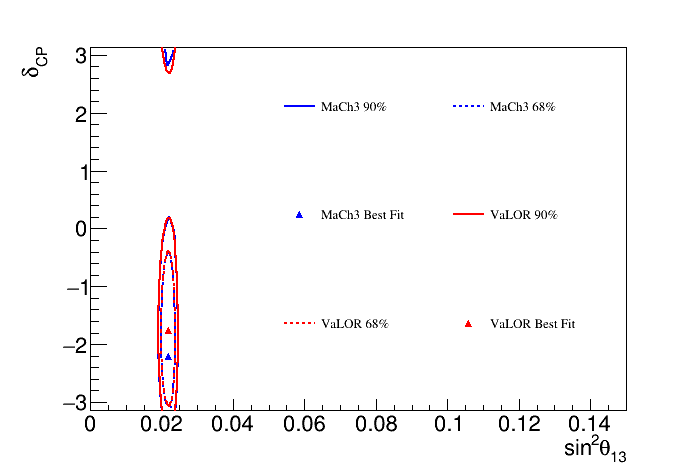 δCP
3
2
1
0
−1
−2
−3
MaCh3 90%
MaCh3 68%
MaCh3 Best Fit
VaLOR 90%
VaLOR 68%
VaLOR Best Fit
0 0.02 0.04 0.06 0.08 0.1 0.12 0.14
sin²θ₁₃